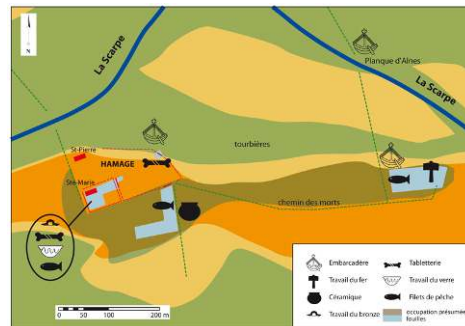 N
La Scarpe
Planque d'Alnes
La Scarpe
tourbières
St-Pierre
HAMAGE
Ste-Marie
chemin des morts
0 50 100 200 m
Embarcadère
Tabletterie
Travail du fer
Travail du verre
Céramique
Filets de pêche
Travail du bronze
occupation présumée
fouilles